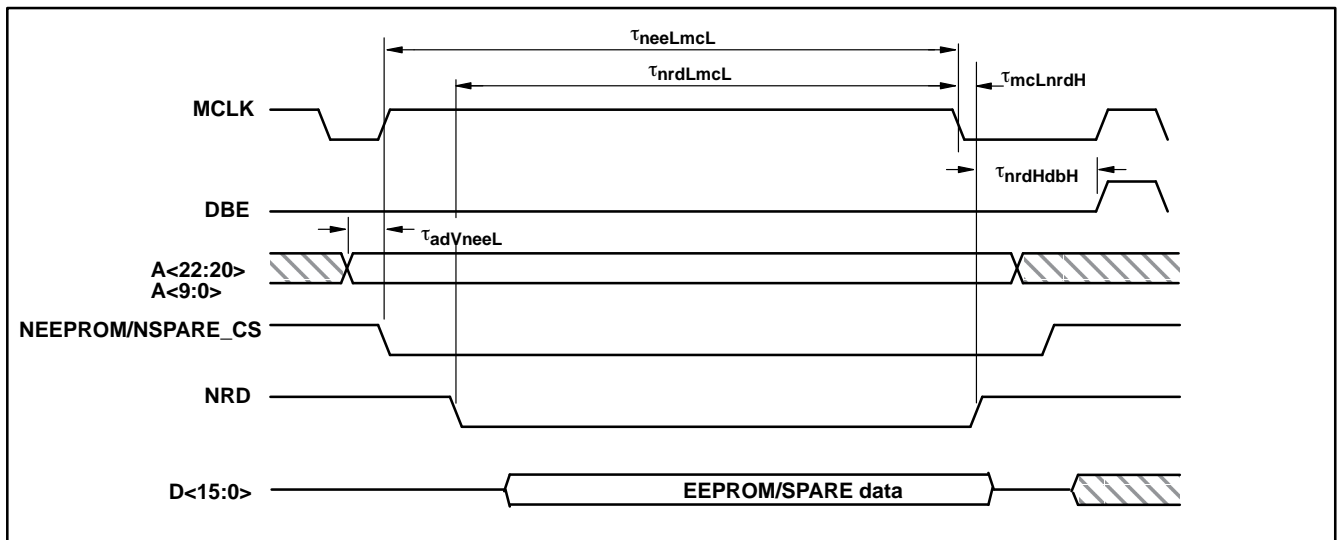 τneeLmcL
τnrdLmcL
τmcLnrdH
MCLK
τnrdHdbH
DBE
τadVneeL
A<22:20>
A<9:0>
NEEPROM/NSPARE_CS
NRD
D<15:0>
EEPROM/SPARE data